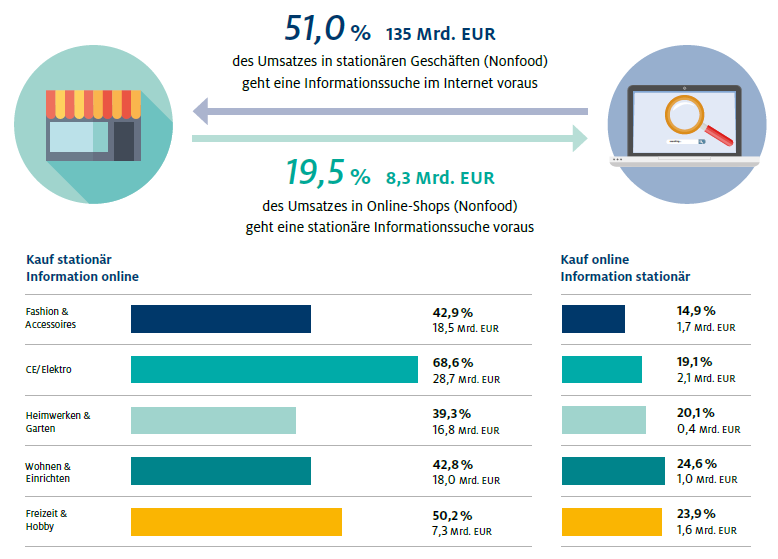 51,0 % 135 Mrd. EUR
des Umsatzes in stationären Geschäften (Nonfood)
geht eine Informationssuche im Internet voraus
19,5 % 8,3 Mrd. EUR
des Umsatzes in Online-Shops (Nonfood)
geht eine stationäre Informationssuche voraus
Kauf stationär
Information online
Fashion &
Accessoires
42,9 %
18,5 Mrd. EUR
CE/Elektro
68,6 %
28,7 Mrd. EUR
Heimwerken &
Garten
39,3 %
16,8 Mrd. EUR
Wohnen &
Einrichten
42,8 %
18,0 Mrd. EUR
Freizeit &
Hobby
50,2 %
7,3 Mrd. EUR
Kauf online
Information stationär
14,9 %
1,7 Mrd. EUR
19,1 %
2,1 Mrd. EUR
20,1 %
0,4 Mrd. EUR
24,6 %
1,0 Mrd. EUR
23,9 %
1,6 Mrd. EUR